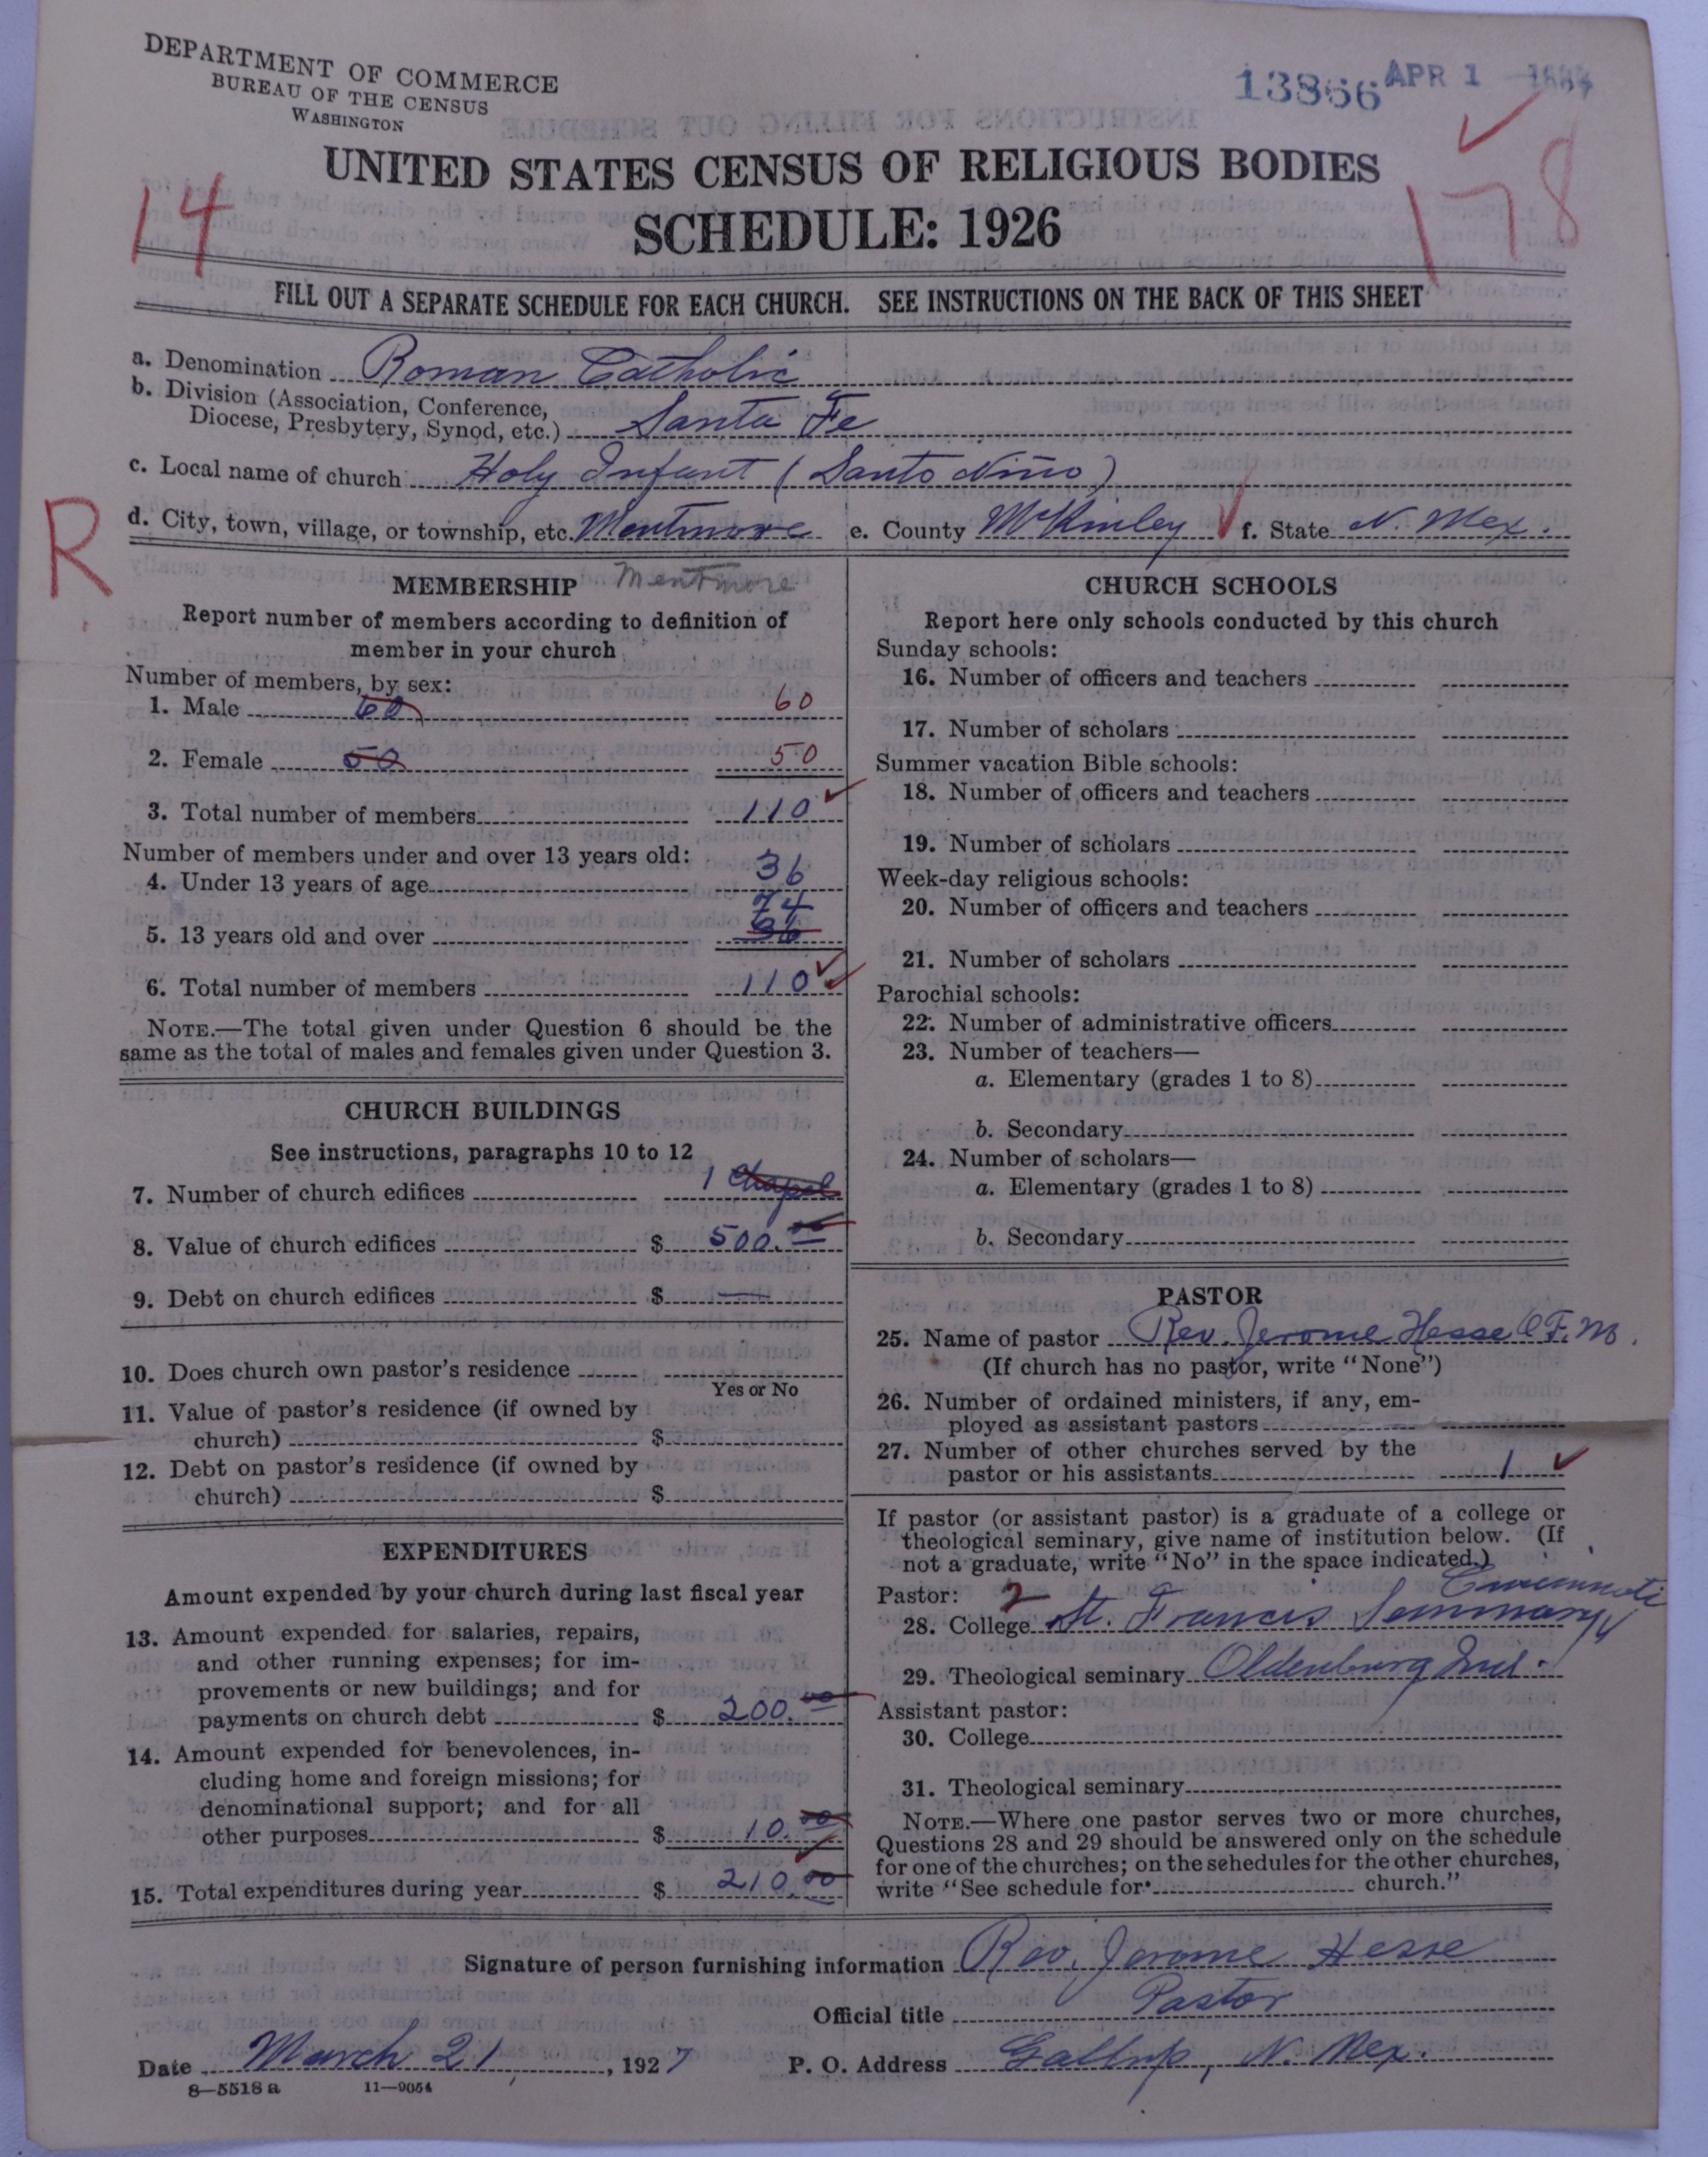 DEPARTMENT OF COMMERCE
BUREAU OF THE CENSUS
WASHINGTON
13866 APR 1
UNITED STATES CENSUS OF RELIGIOUS BODIES
14 SCHEDULE: 1926 178
FILL OUT A SEPARATE SCHEDULE FOR EACH CHURCH. SEE INSTRUCTIONS ON THE BACK OF THIS SHEET
a. Denomination Roman Catholic
b. Division (Association, Conference,
Diocese, Presbytery, Synod, etc.) Santa Fe
c. Local name of church Holy Infant (Santo Niño)
R
d. City, town, village, or township, etc. Mentmore e. County McKinley f. State N. Mex.
MEMBERSHIP Mentmore
Report number of members according to definition of
member in your church
Number of members, by sex:
1. Male 60 60
2. Female 50 50
3. Total number of members 110
Number of members under and over 13 years old:
4. Under 13 years of age 36
74
5. 13 years old and over 36
6. Total number of members 110
NOTE.—The total given under Question 6 should be the
same as the total of males and females given under Question 3.
CHURCH BUILDINGS
See instructions, paragraphs 10 to 12
7. Number of church edifices 1 Chapel
8. Value of church edifices $ 500.00
9. Debt on church edifices $ —
10. Does church own pastor's residence
Yes or No
11. Value of pastor's residence (if owned by
church) $
12. Debt on pastor's residence (if owned by
church) $
EXPENDITURES
Amount expended by your church during last fiscal year
13. Amount expended for salaries, repairs,
and other running expenses; for im-
provements or new buildings; and for
payments on church debt $ 200.00
14. Amount expended for benevolences, in-
cluding home and foreign missions; for
denominational support; and for all
other purposes $ 10.00
15. Total expenditures during year $ 210.00
CHURCH SCHOOLS
Report here only schools conducted by this church
Sunday schools:
16. Number of officers and teachers
17. Number of scholars
Summer vacation Bible schools:
18. Number of officers and teachers
19. Number of scholars
Week-day religious schools:
20. Number of officers and teachers
21. Number of scholars
Parochial schools:
22. Number of administrative officers
23. Number of teachers—
a. Elementary (grades 1 to 8)
b. Secondary
24. Number of scholars—
a. Elementary (grades 1 to 8)
b. Secondary
PASTOR
25. Name of pastor Rev. Jerome Hesse O.F.M.
(If church has no pastor, write "None")
26. Number of ordained ministers, if any, em-
ployed as assistant pastors
27. Number of other churches served by the
pastor or his assistants 1
If pastor (or assistant pastor) is a graduate of a college or
theological seminary, give name of institution below. (If
not a graduate, write "No" in the space indicated.)
Pastor: 2 Cincinnati
28. College St. Francis Seminary
29. Theological seminary Oldenburg Ind.
Assistant pastor:
30. College
31. Theological seminary
NOTE.—Where one pastor serves two or more churches,
Questions 28 and 29 should be answered only on the schedule
for one of the churches; on the schedules for the other churches,
write "See schedule for church."
Signature of person furnishing information Rev. Jerome Hesse
Official title Pastor
Date March 21, 1927 P. O. Address Gallup, N. Mex.
8—5518 a 11—9054